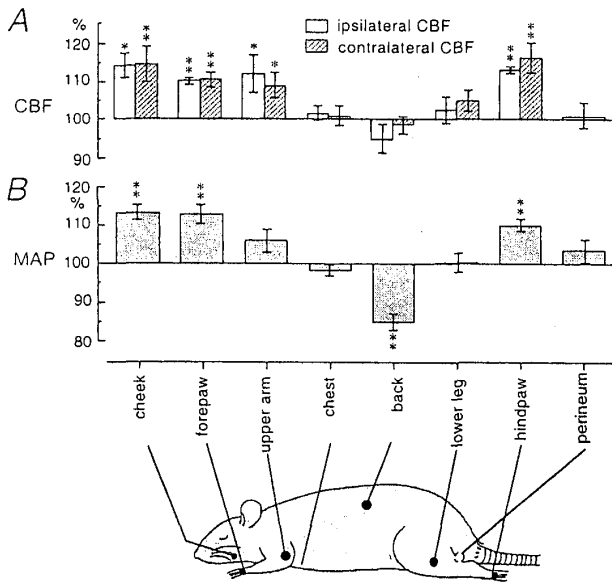 A
%
ipsilateral CBF
contralateral CBF
120
110
100
90
CBF
* ** ** ** * * ** **
B
120
%
110
100
90
80
MAP
** ** ** **
cheek
forepaw
upper arm
chest
back
lower leg
hindpaw
perineum